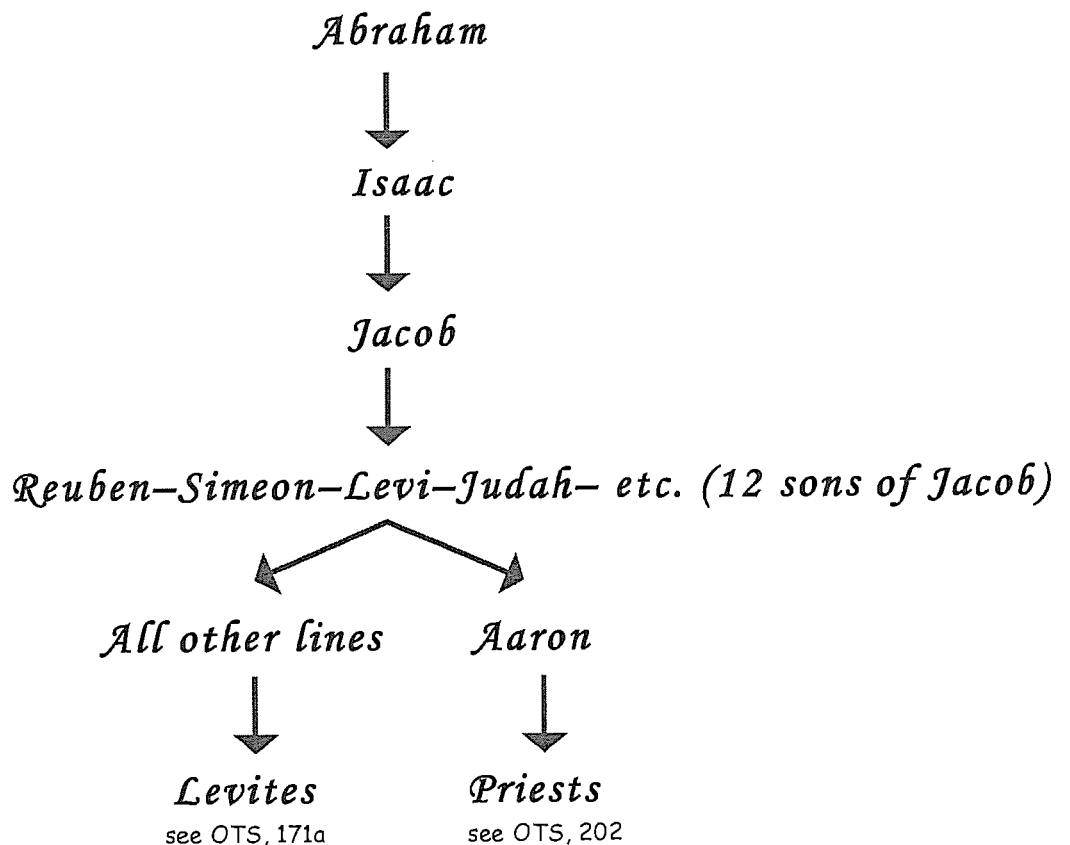 Abraham
Isaac
Jacob
Reuben–Simeon–Levi–Judah– etc. (12 sons of Jacob)
All other lines Aaron
Levites Priests
see OTS, 171a see OTS, 202